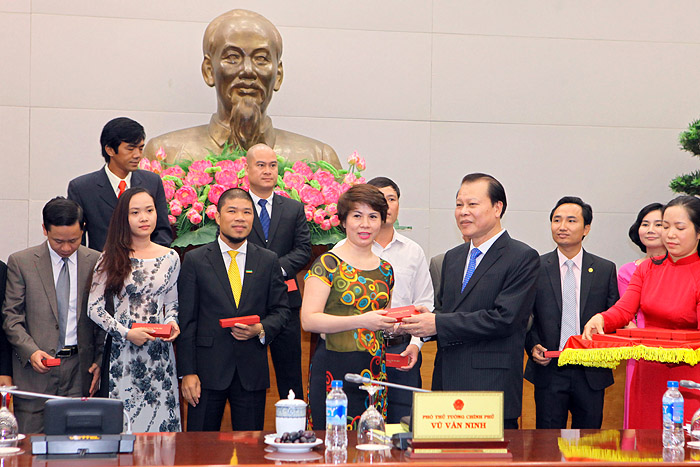 PHÓ THỦ TƯỚNG CHÍNH PHỦ
VŨ VĂN NINH